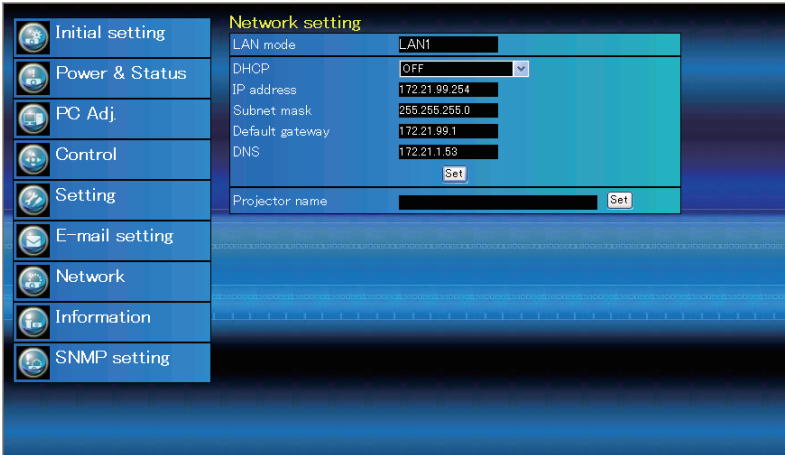 Initial setting
Power & Status
PC Adj.
Control
Setting
E-mail setting
Network
Information
SNMP setting
Network setting
LAN mode LAN1
DHCP OFF
IP address 172.21.99.254
Subnet mask 255.255.255.0
Default gateway 172.21.99.1
DNS 172.21.1.53
Set
Projector name Set